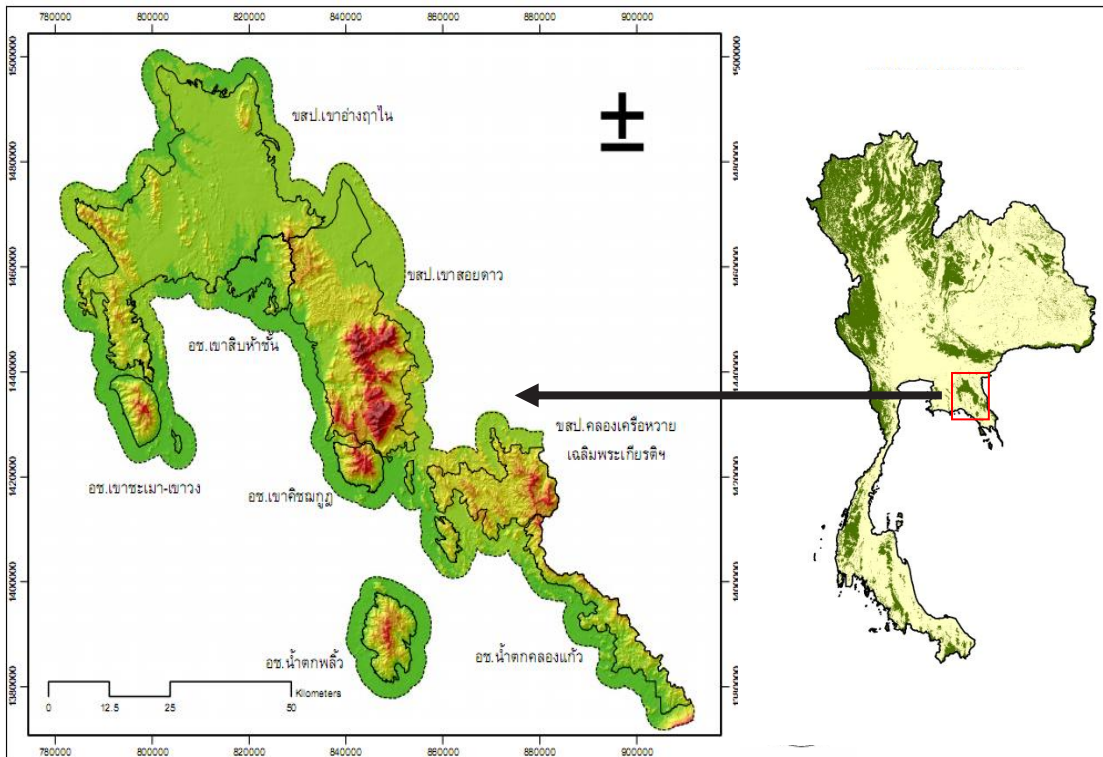 780000 800000 820000 840000 860000 880000 900000
1500000 1500000
1480000 1480000
1460000 1460000
1440000 1440000
1420000 1420000
1400000 1400000
1380000 1380000
ขสป.เขาอ่างฤาไน
ขสป.เขาสอยดาว
อช.เขาสิบห้าชั้น
ขสป.คลองเครือหวาย
เฉลิมพระเกียรติฯ
อช.เขาชะเมา-เขาวง
อช.เขาคิชฌกูฏ
อช.น้ำตกพลิ้ว
อช.น้ำตกคลองแก้ว
Kilometers
0 12.5 25 50
780000 800000 820000 840000 860000 880000 900000